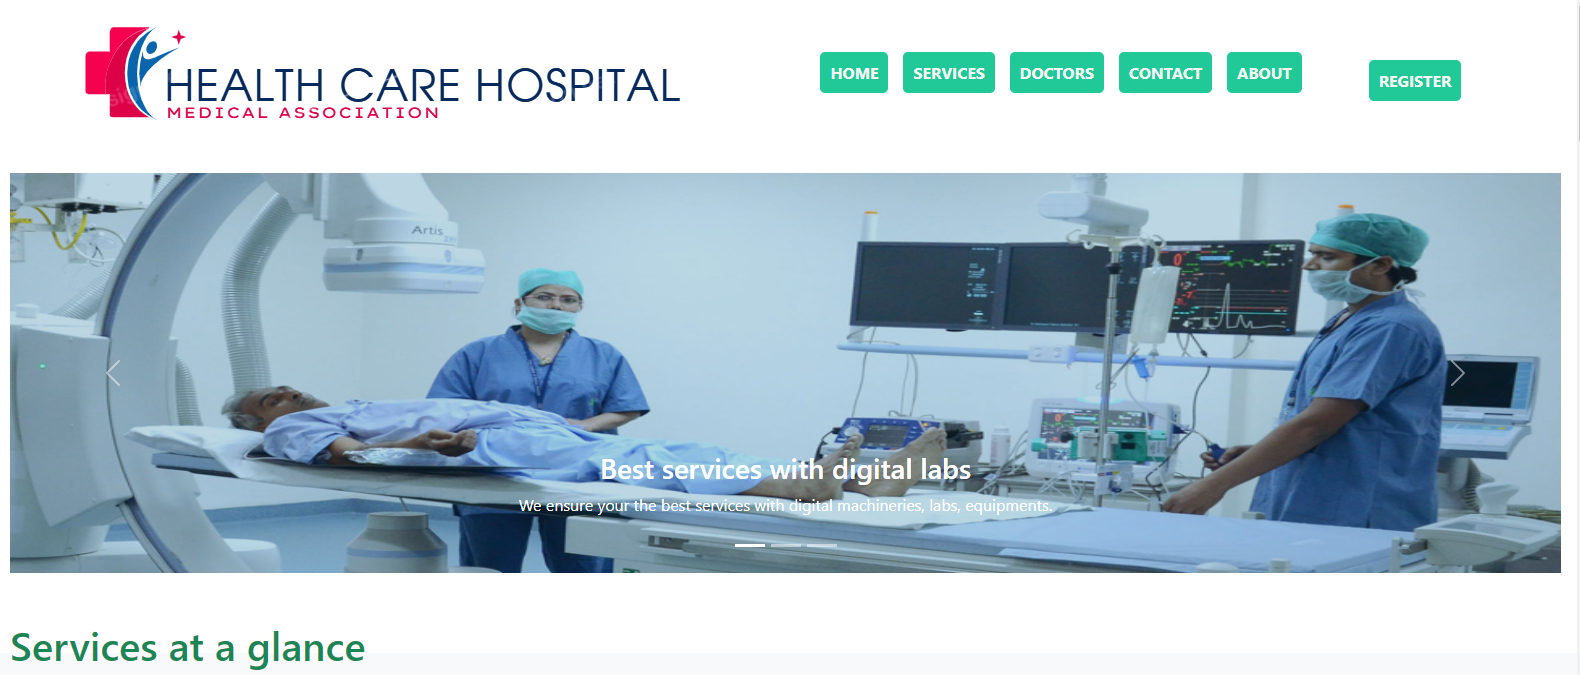 HEALTH CARE HOSPITAL
MEDICAL ASSOCIATION
HOME SERVICES DOCTORS CONTACT ABOUT REGISTER
Artis
Best services with digital labs
We ensure your the best services with digital machineries, labs, equipments.
Services at a glance